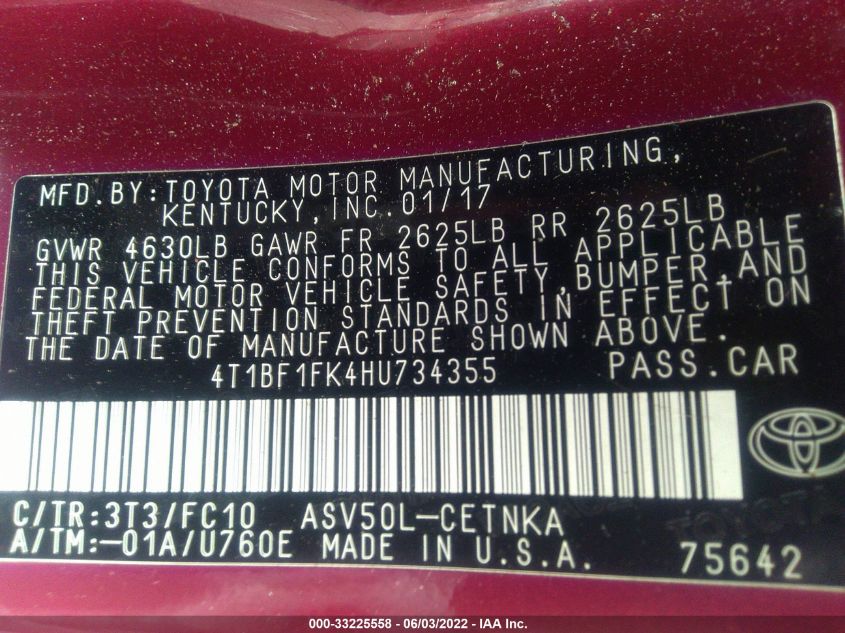 MFD.BY:TOYOTA MOTOR MANUFACTURING,
KENTUCKY,INC.01/17
GVWR 4630LB GAWR FR 2625LB RR 2625LB
THIS VEHICLE CONFORMS TO ALL APPLICABLE
FEDERAL MOTOR VEHICLE SAFETY,BUMPER,AND
THEFT PREVENTION STANDARDS IN EFFECT ON
THE DATE OF MANUFACTURE SHOWN ABOVE.
4T1BF1FK4HU734355 PASS.CAR
C/TR:3T3/FC10 ASV50L-CETNKA
A/TM:-01A/U760E MADE IN U.S.A. 75642
TOYOTA
000-33225558 - 06/03/2022 - IAA Inc.